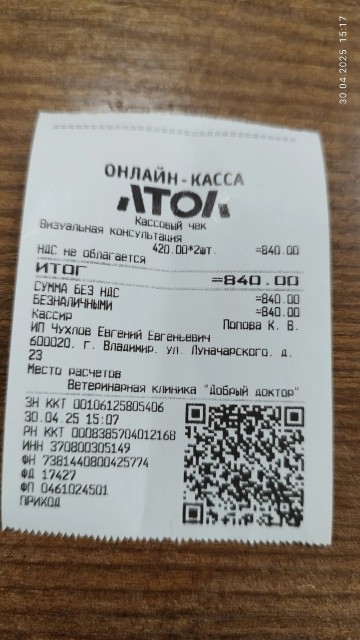 30.04.2025 15:17
ОНЛАЙН-КАССА
АТОЛ
Кассовый чек
Визуальная консультация
420.00*2шт. =840.00
НДС не облагается
ИТОГ =840.00
СУММА БЕЗ НДС =840.00
БЕЗНАЛИЧНЫМИ =840.00
Кассир Попова К. В.
ИП Чухлов Евгений Евгеньевич
600020, г. Владимир, ул. Луначарского, д.
23
Место расчетов
Ветеринарная клиника "Добрый доктор"
ЗН ККТ 00106125805406
30.04.25 15:07
РН ККТ 0008385704012168
ИНН 370800305149
ФН 7381440800425774
ФД 17427
ФП 0461024501
ПРИХОД